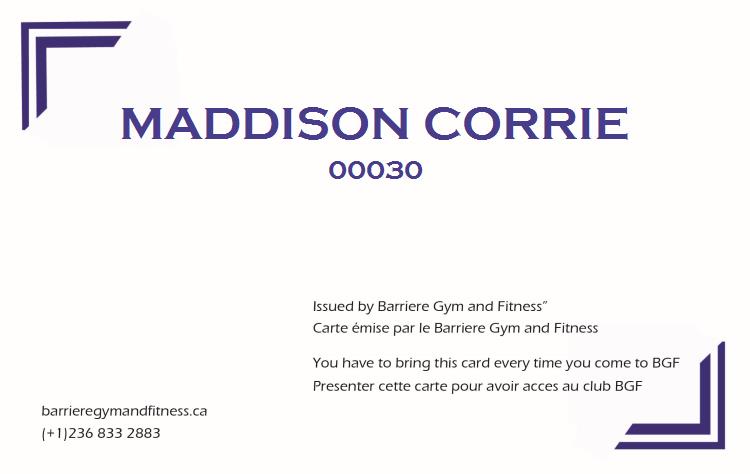 MADDISON CORRIE
00030
Issued by Barriere Gym and Fitness”
Carte émise par le Barriere Gym and Fitness
You have to bring this card every time you come to BGF
Presenter cette carte pour avoir acces au club BGF
barrieregymandfitness.ca
(+1)236 833 2883